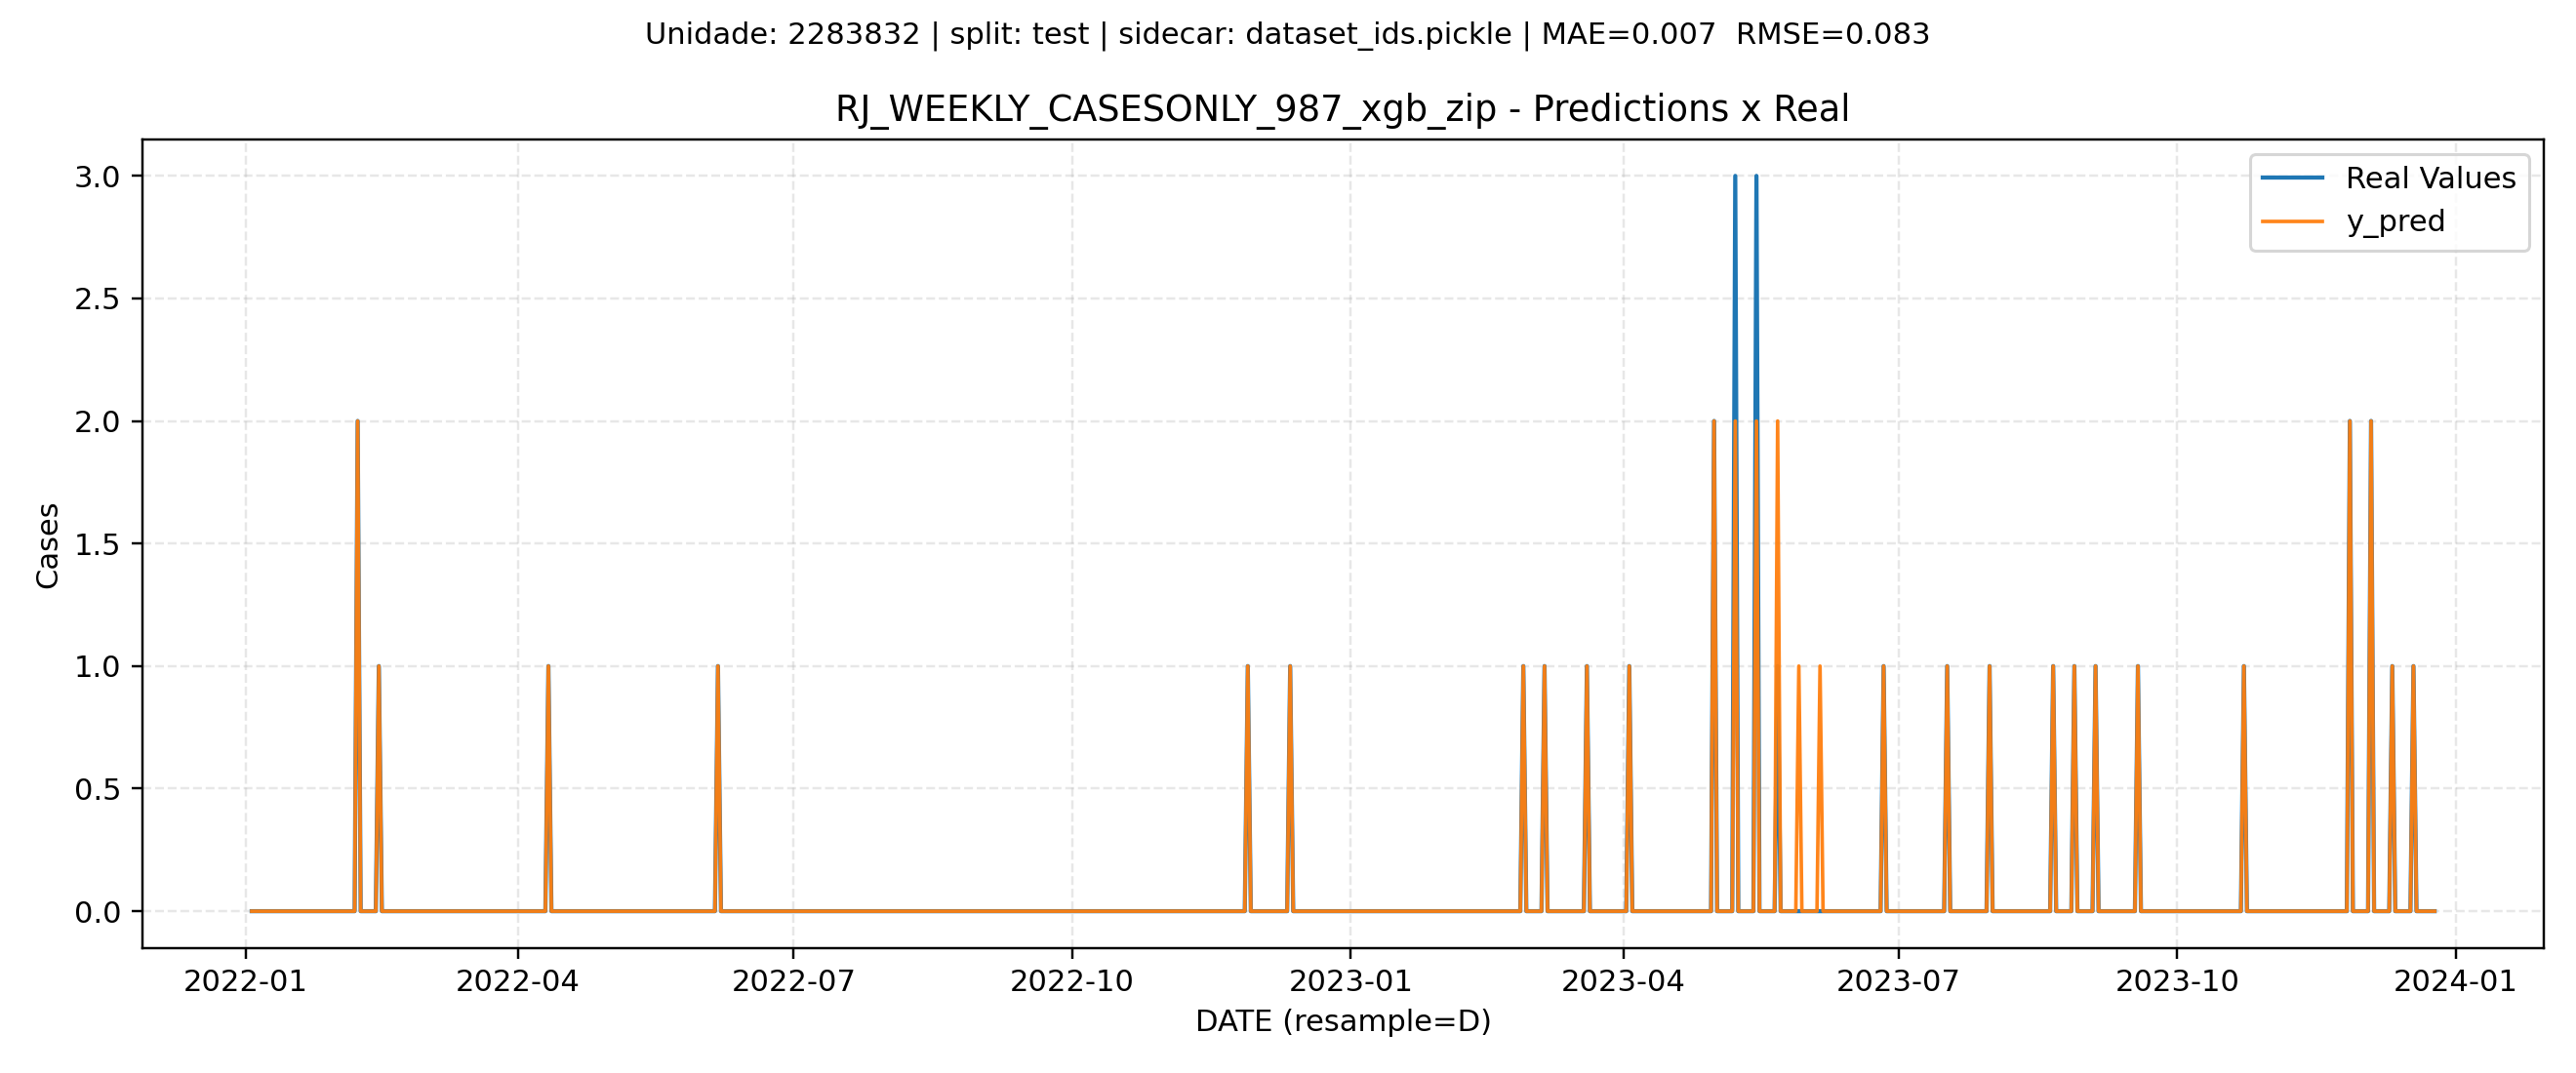 Unidade: 2283832 | split: test | sidecar: dataset_ids.pickle | MAE=0.007  RMSE=0.083
RJ_WEEKLY_CASESONLY_987_xgb_zip - Predictions x Real
Real Values
y_pred
Cases
3.0
2.5
2.0
1.5
1.0
0.5
0.0
2022-01 2022-04 2022-07 2022-10 2023-01 2023-04 2023-07 2023-10 2024-01
DATE (resample=D)